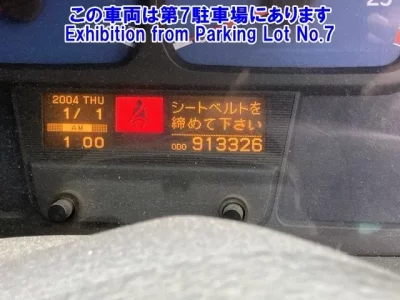 この車両は第7駐車場にあります
Exhibition from Parking Lot No.7
25
2004 THU
1/ 1
AM
1 00
シートベルトを
締めて下さい
ODO 913326